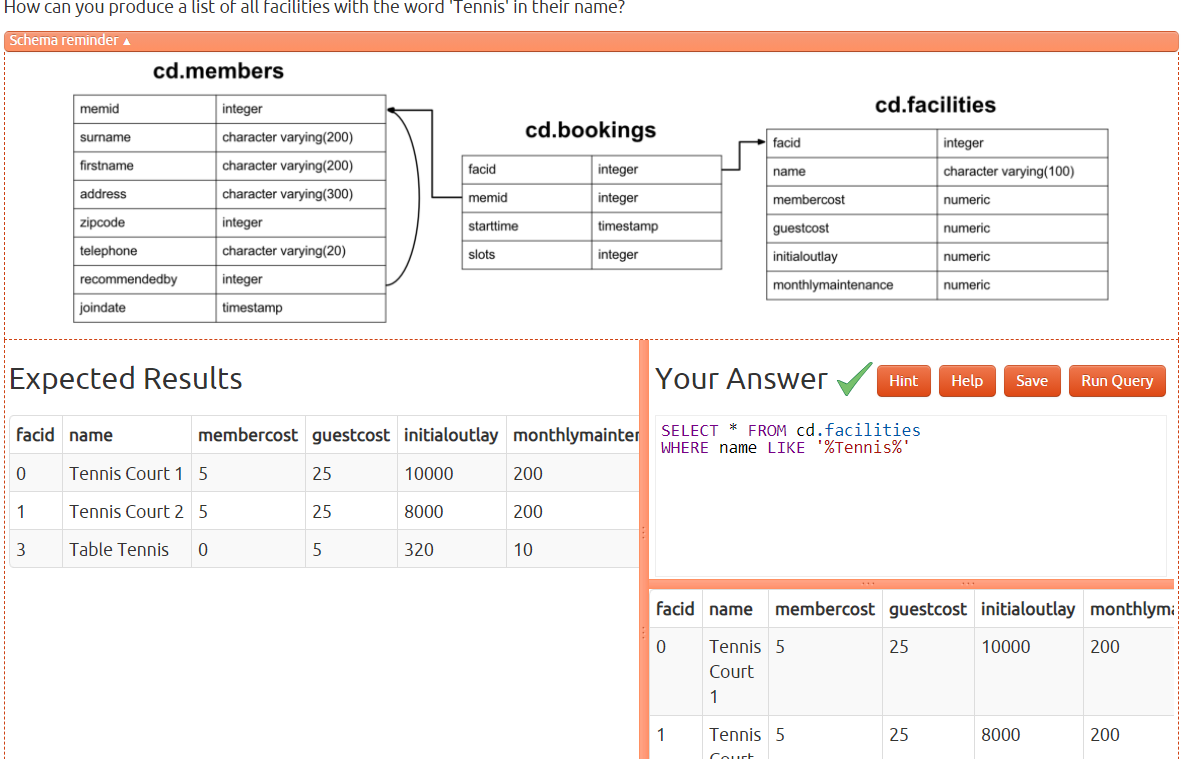 How can you produce a list of all facilities with the word 'Tennis' in their name?
Schema reminder ▲
cd.members
memid integer
surname character varying(200)
firstname character varying(200)
address character varying(300)
zipcode integer
telephone character varying(20)
recommendedby integer
joindate timestamp
cd.bookings
facid integer
memid integer
starttime timestamp
slots integer
cd.facilities
facid integer
name character varying(100)
membercost numeric
guestcost numeric
initialoutlay numeric
monthlymaintenance numeric
Expected Results
facid name membercost guestcost initialoutlay monthlymainten
0 Tennis Court 1 5 25 10000 200
1 Tennis Court 2 5 25 8000 200
3 Table Tennis 0 5 320 10
Your Answer Hint Help Save Run Query
SELECT * FROM cd.facilities
WHERE name LIKE '%Tennis%'
facid name membercost guestcost initialoutlay monthlyma
0 Tennis 5 25 10000 200
Court
1
1 Tennis 5 25 8000 200
Court